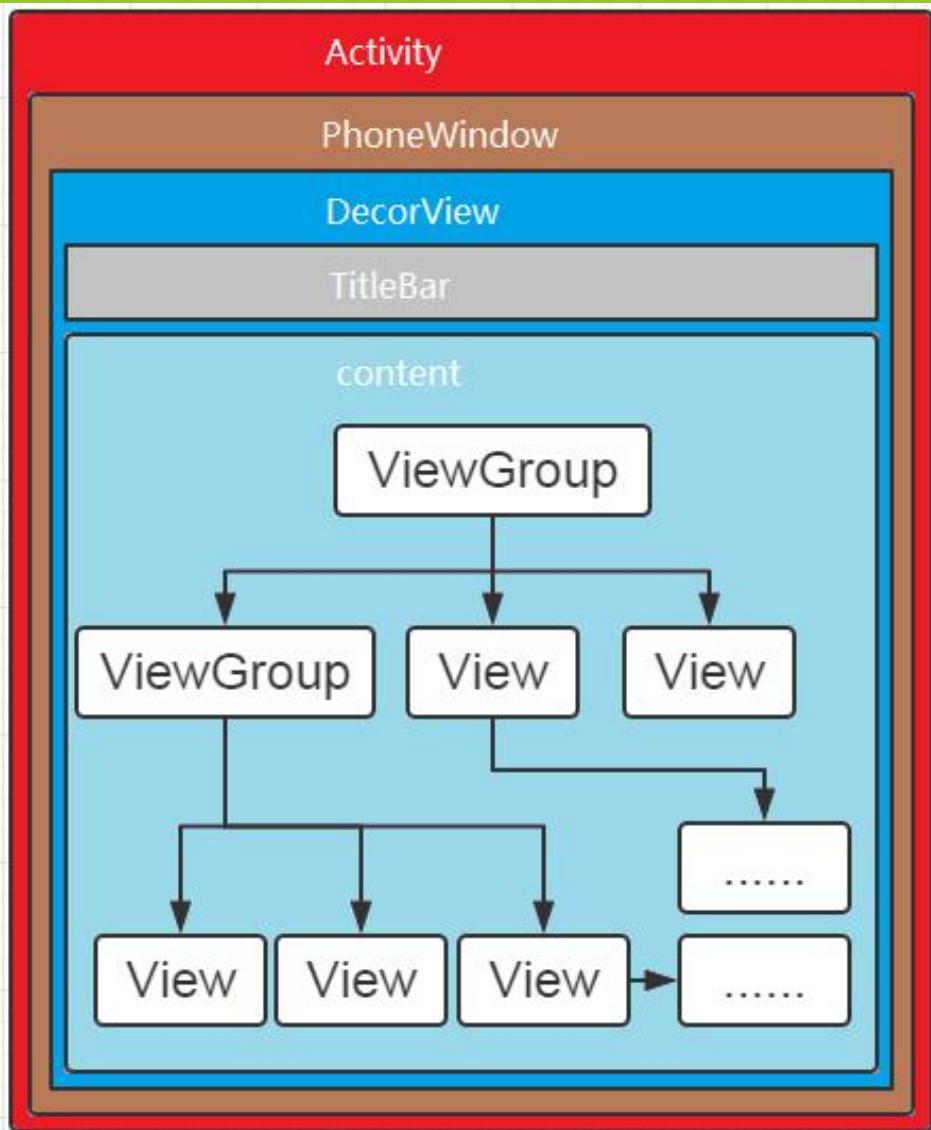 Activity
PhoneWindow
DecorView
TitleBar
content
ViewGroup
ViewGroup View View
......
View View View ......